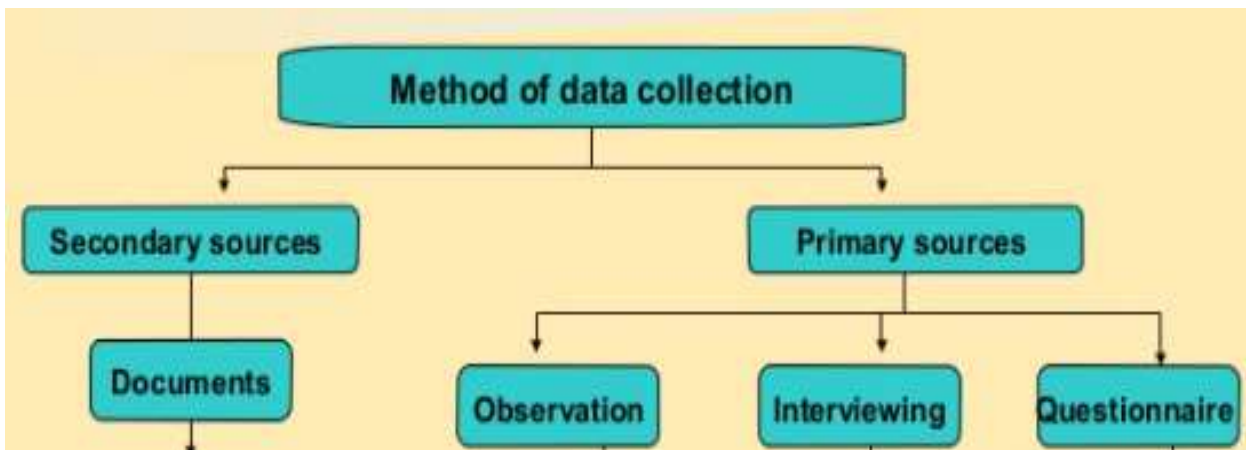 Method of data collection
Secondary sources
Primary sources
Documents
Observation
Interviewing
Questionnaire